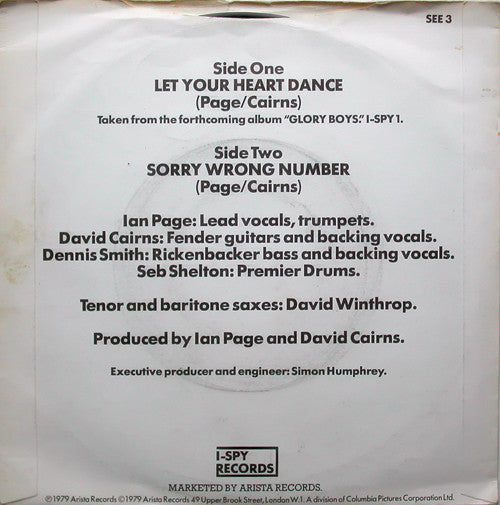 SEE 3
Side One
LET YOUR HEART DANCE
(Page/Cairns)
Taken from the forthcoming album "GLORY BOYS." I-SPY 1.
Side Two
SORRY WRONG NUMBER
(Page/Cairns)
Ian Page: Lead vocals, trumpets.
David Cairns: Fender guitars and backing vocals.
Dennis Smith: Rickenbacker bass and backing vocals.
Seb Shelton: Premier Drums.
Tenor and baritone saxes: David Winthrop.
Produced by Ian Page and David Cairns.
Executive producer and engineer: Simon Humphrey.
I-SPY
RECORDS
MARKETED BY ARISTA RECORDS.
℗1979 Arista Records ©1979 Arista Records 49 Upper Brook Street, London W.1. A division of Columbia Pictures Corporation Ltd.